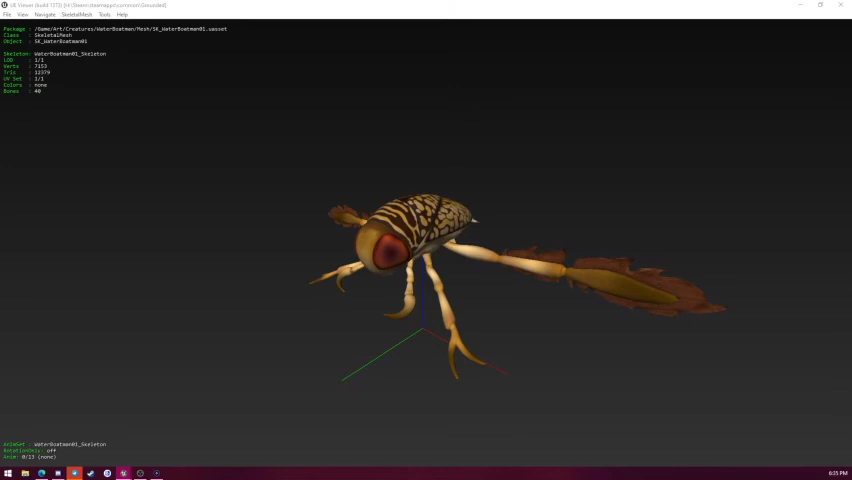 UE Viewer (build 1372) [H:\Steam\steamapps\common\Grounded]
File View Navigate SkeletalMesh Tools Help
Package : /Game/Art/Creatures/WaterBoatman/Mesh/SK_WaterBoatman01.uasset
Class : SkeletalMesh
Object : SK_WaterBoatman01
Skeleton: WaterBoatman01_Skeleton
LOD : 1/1
Verts : 7153
Tris : 12379
UV Set : 1/1
Colors : none
Bones : 40
AnimSet : WaterBoatman01_Skeleton
RotationOnly: off
Anim: 0/13 (none)
6:25 PM